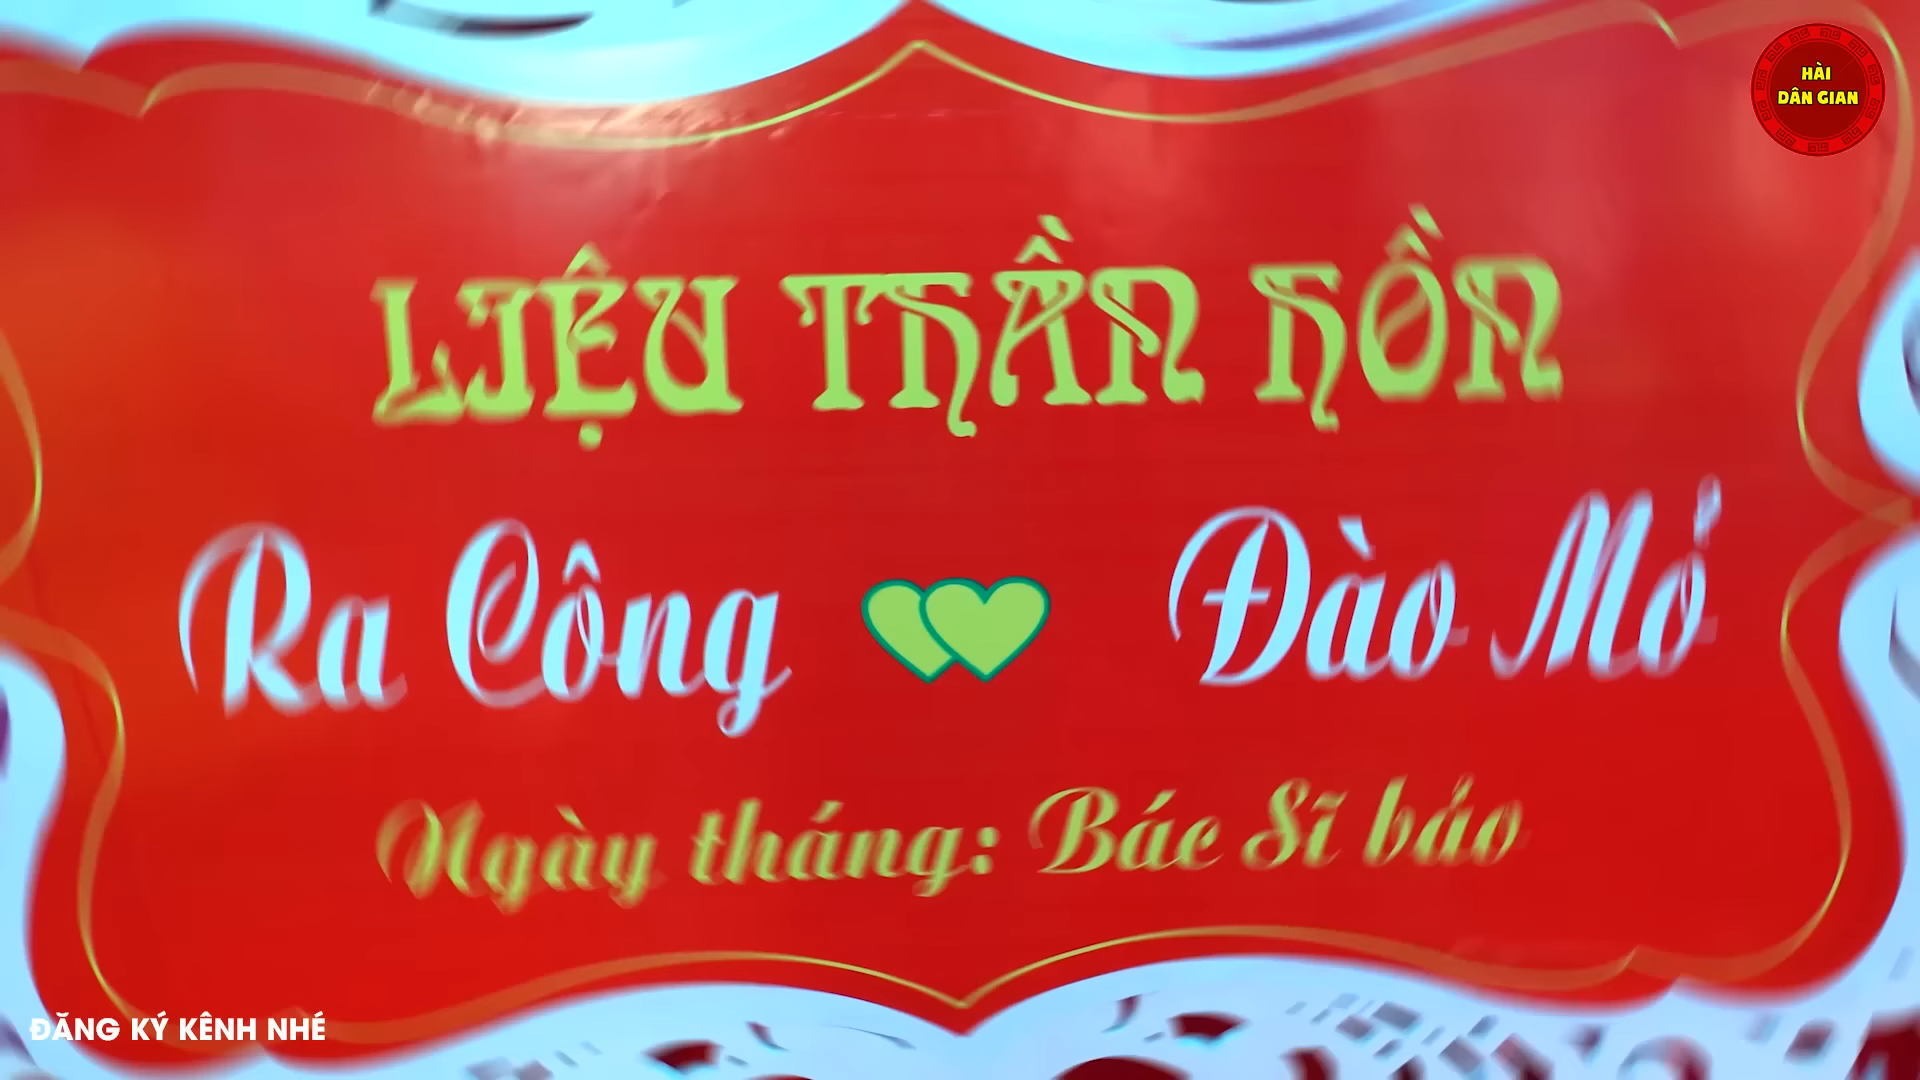 HÀI
DÂN GIAN
LIỆU THẦN HỒN
Ra Công Đào Mỏ
Ngày tháng: Bác Sĩ bảo
ĐĂNG KÝ KÊNH NHÉ